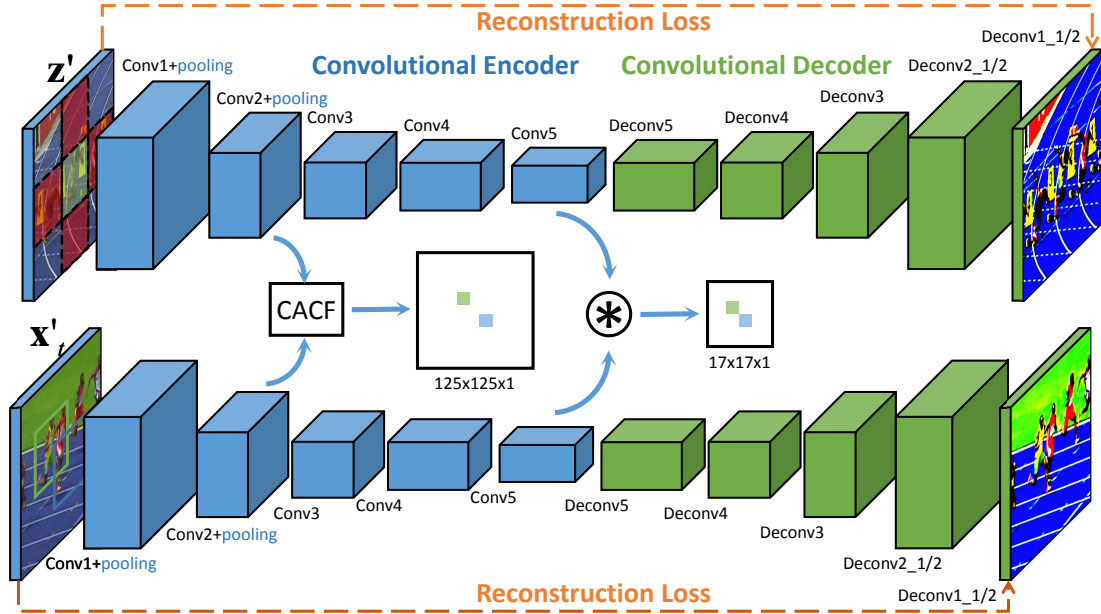 Reconstruction Loss
Deconv1_1/2
z'
Conv1+pooling
Convolutional Encoder
Convolutional Decoder
Deconv2_1/2
Conv2+pooling
Deconv3
Conv3
Conv4
Conv5
Deconv5
Deconv4
CACF
*
x't
125x125x1
17x17x1
Conv1+pooling
Conv2+pooling
Conv3
Conv4
Conv5
Deconv5
Deconv4
Deconv3
Deconv2_1/2
Deconv1_1/2
Reconstruction Loss